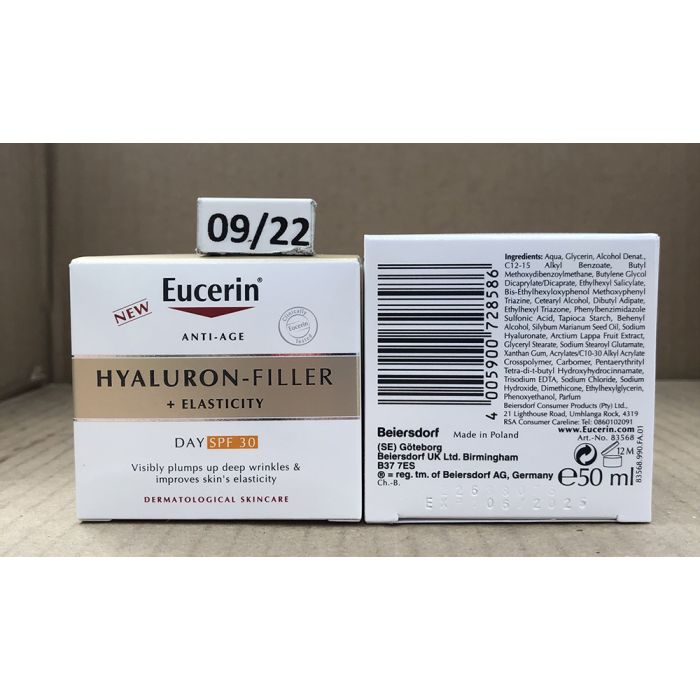 09/22
Eucerin®
NEW
ANTI-AGE
Clinically
Eucerin
Tested
HYALURON-FILLER
+ ELASTICITY
DAY SPF 30
Visibly plumps up deep wrinkles &
improves skin's elasticity
DERMATOLOGICAL SKINCARE
4 005900 728586
Ingredients: Aqua, Glycerin, Alcohol Denat.,
C12-15 Alkyl Benzoate, Butyl
Methoxydibenzoylmethane, Butylene Glycol
Dicaprylate/Dicaprate, Ethylhexyl Salicylate,
Bis-Ethylhexyloxyphenol Methoxyphenyl
Triazine, Cetearyl Alcohol, Dibutyl Adipate,
Ethylhexyl Triazone, Phenylbenzimidazole
Sulfonic Acid, Tapioca Starch, Behenyl
Alcohol, Silybum Marianum Seed Oil, Sodium
Hyaluronate, Arctium Lappa Fruit Extract,
Glyceryl Stearate, Sodium Stearoyl Glutamate,
Xanthan Gum, Acrylates/C10-30 Alkyl Acrylate
Crosspolymer, Carbomer, Pentaerythrityl
Tetra-di-t-butyl Hydroxyhydrocinnamate,
Trisodium EDTA, Sodium Chloride, Sodium
Hydroxide, Dimethicone, Ethylhexylglycerin,
Phenoxyethanol, Parfum
Beiersdorf Consumer Products (Pty) Ltd.,
21 Lighthouse Road, Umhlanga Rock, 4319
RSA Consumer Careline: Tel: 0860102091
www.Eucerin.com
Art.-No. 83568
Beiersdorf
Made in Poland
(SE) Göteborg
Beiersdorf UK Ltd. Birmingham
B37 7ES
® = reg. tm. of Beiersdorf AG, Germany
Ch.-B.
12M
e50 ml
83568.990.FA.01
EXP 05/2025